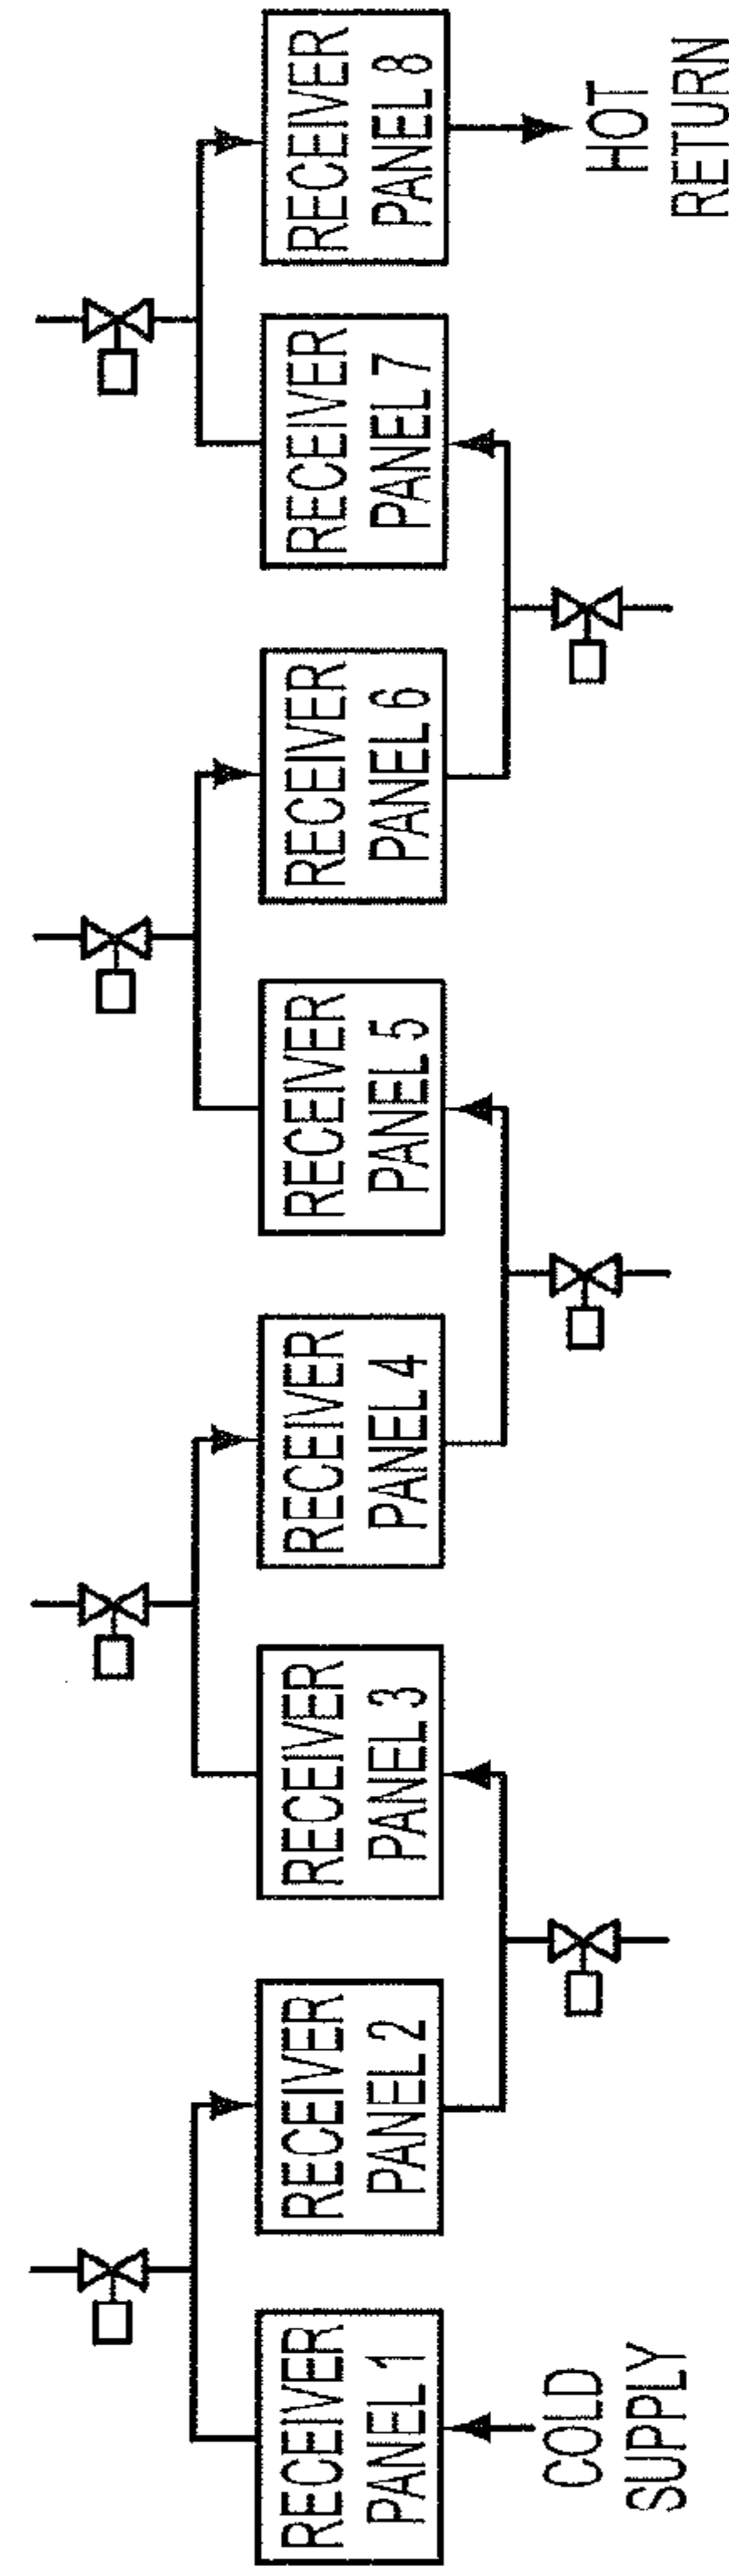 RECEIVER
PANEL 1
RECEIVER
PANEL 2
RECEIVER
PANEL 3
RECEIVER
PANEL 4
RECEIVER
PANEL 5
RECEIVER
PANEL 6
RECEIVER
PANEL 7
RECEIVER
PANEL 8
COLD
SUPPLY
HOT
RETURN